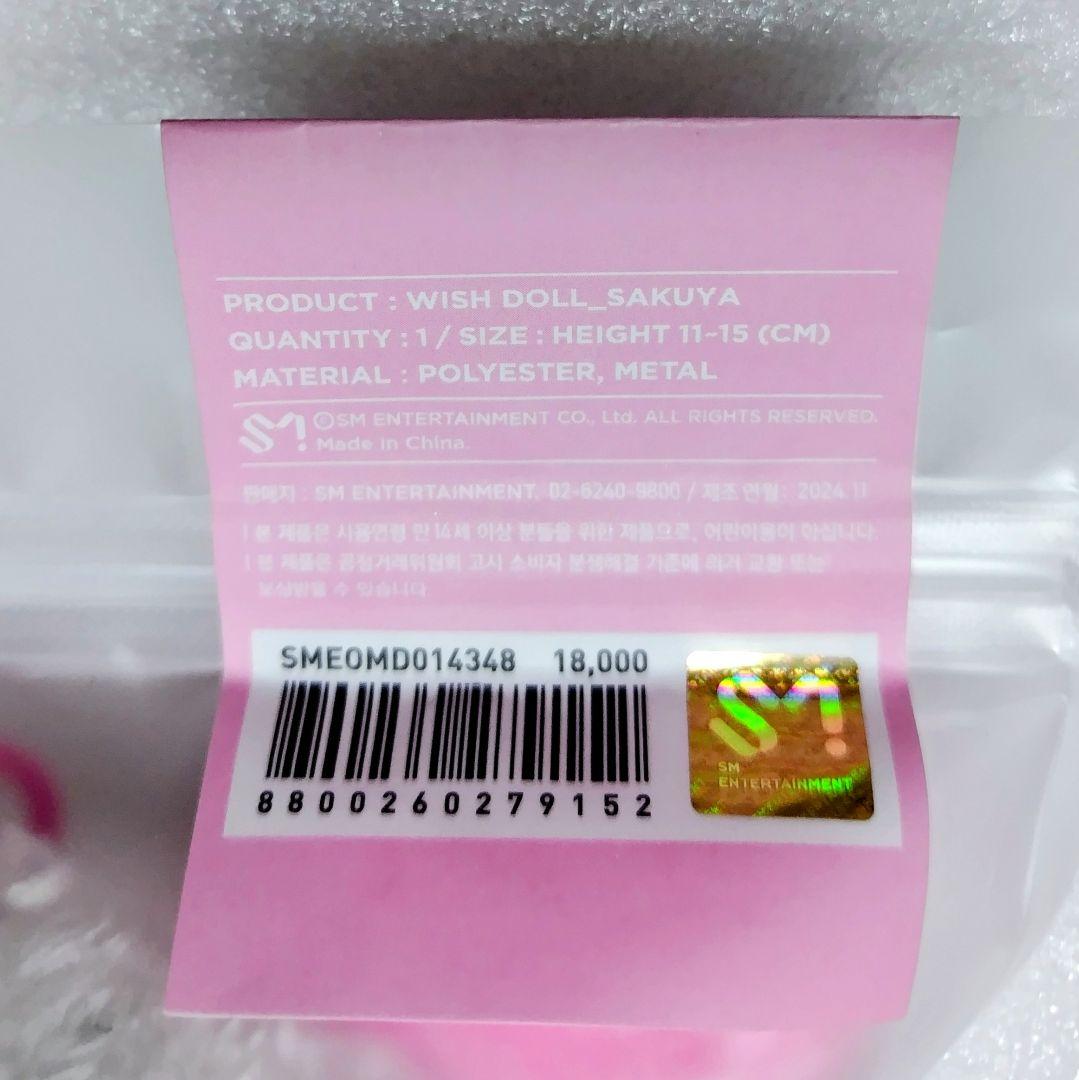 PRODUCT : WISH DOLL_SAKUYA
QUANTITY : 1 / SIZE : HEIGHT 11~15 (CM)
MATERIAL : POLYESTER, METAL
SM! ©SM ENTERTAINMENT CO., Ltd. ALL RIGHTS RESERVED.
Made in China.
판매자 : SM ENTERTAINMENT. 02-6240-9800 / 제조 연월: 2024.11
| 본 제품은 사용연령 만 14세 이상 분들을 위한 제품으로, 어린이용이 아닙니다.
| 본 제품은 공정거래위원회 고시 소비자 분쟁해결 기준에 의거 교환 또는
보상받을 수 있습니다.
SMEOMD014348 18,000
8800260279152
SM!
SM
ENTERTAINMENT